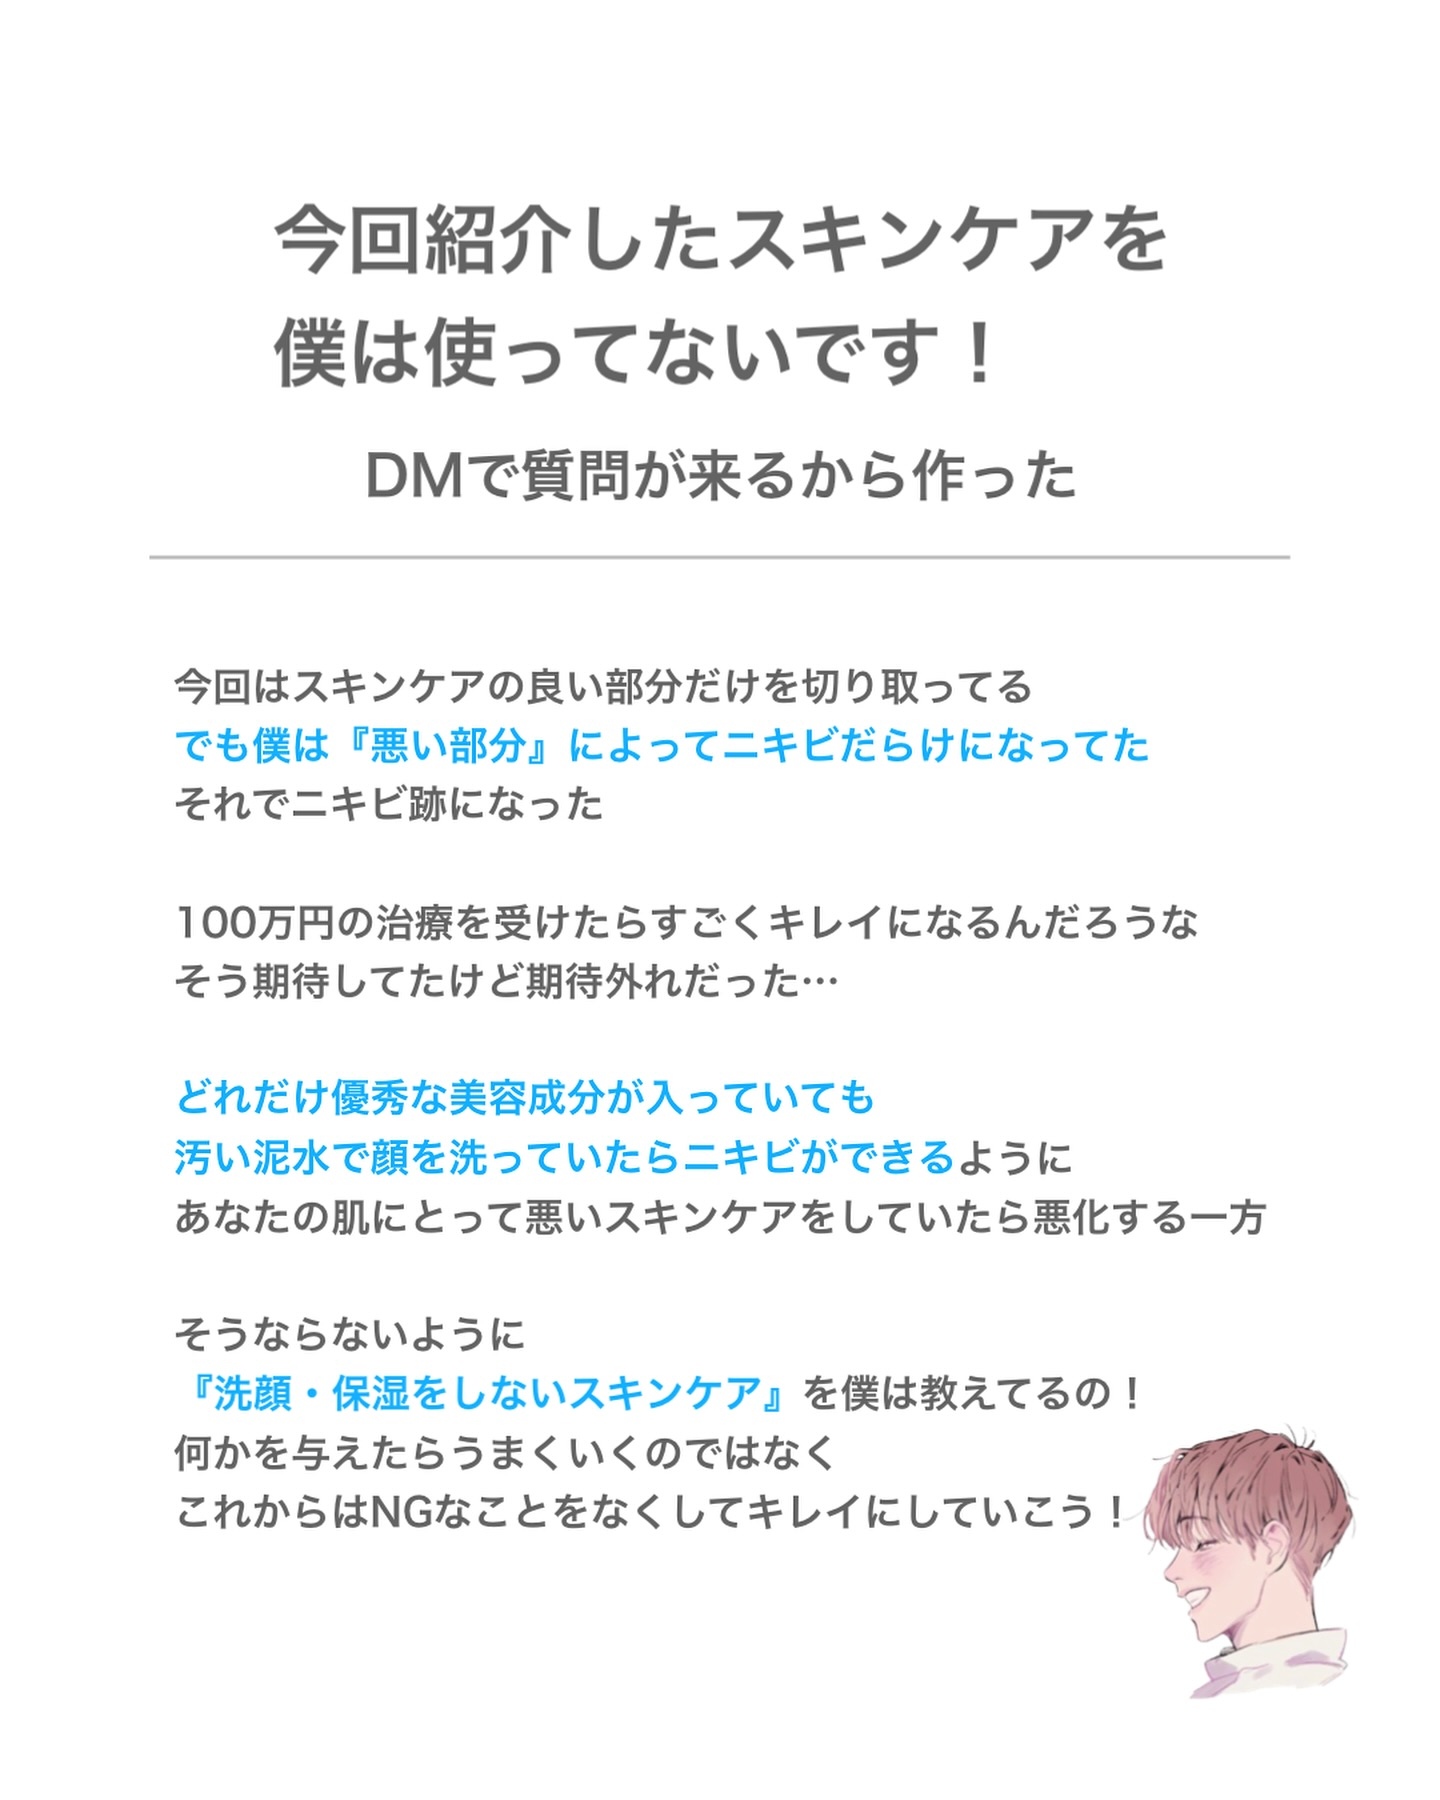 今回紹介したスキンケアを
僕は使ってないです！
DMで質問が来るから作った
今回はスキンケアの良い部分だけを切り取ってる
でも僕は『悪い部分』によってニキビだらけになってた
それでニキビ跡になった
100万円の治療を受けたらすごくキレイになるんだろうな
そう期待してたけど期待外れだった…
どれだけ優秀な美容成分が入っていても
汚い泥水で顔を洗っていたらニキビができるように
あなたの肌にとって悪いスキンケアをしていたら悪化する一方
そうならないように
『洗顔・保湿をしないスキンケア』を僕は教えてるの！
何かを与えたらうまくいくのではなく
これからはNGなことをなくしてキレイにしていこう！